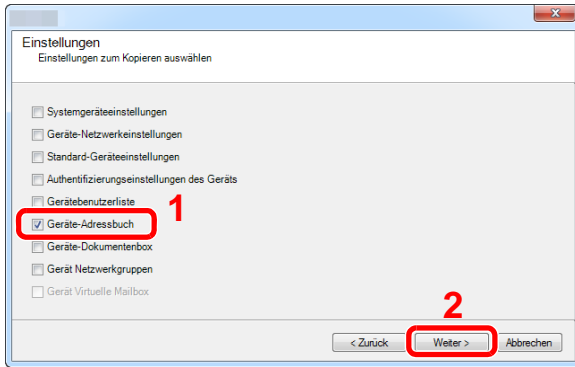 Einstellungen
Einstellungen zum Kopieren auswählen
Systemgeräteeinstellungen
Geräte-Netzwerkeinstellungen
Standard-Geräteeinstellungen
Authentifizierungseinstellungen des Geräts
Gerätebenutzerliste
1
Geräte-Adressbuch
Geräte-Dokumentenbox
Gerät Netzwerkgruppen
Gerät Virtuelle Mailbox
2
< Zurück Weiter > Abbrechen